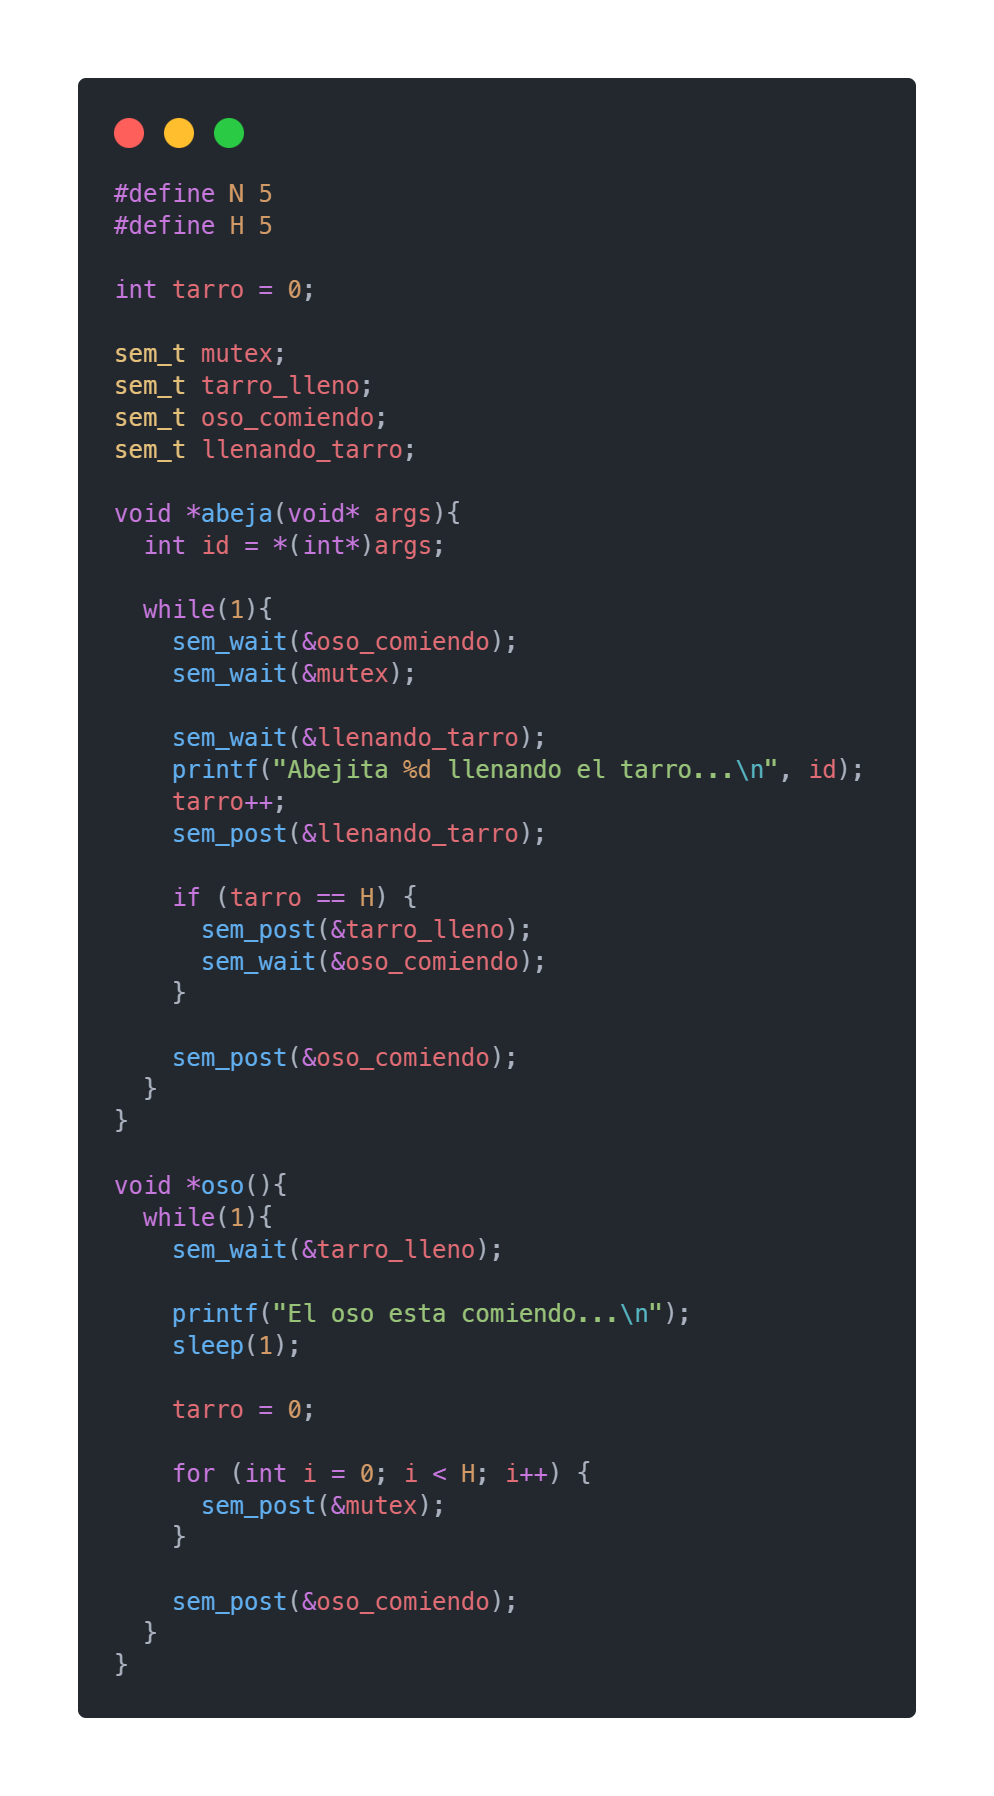 #define N 5
#define H 5
int tarro = 0;
sem_t mutex;
sem_t tarro_lleno;
sem_t oso_comiendo;
sem_t llenando_tarro;
void *abeja(void* args){
  int id = *(int*)args;
  while(1){
    sem_wait(&oso_comiendo);
    sem_wait(&mutex);
    sem_wait(&llenando_tarro);
    printf("Abejita %d llenando el tarro...\n", id);
    tarro++;
    sem_post(&llenando_tarro);
    if (tarro == H) {
      sem_post(&tarro_lleno);
      sem_wait(&oso_comiendo);
    }
    sem_post(&oso_comiendo);
  }
}
void *oso(){
  while(1){
    sem_wait(&tarro_lleno);
    printf("El oso esta comiendo...\n");
    sleep(1);
    tarro = 0;
    for (int i = 0; i < H; i++) {
      sem_post(&mutex);
    }
    sem_post(&oso_comiendo);
  }
}